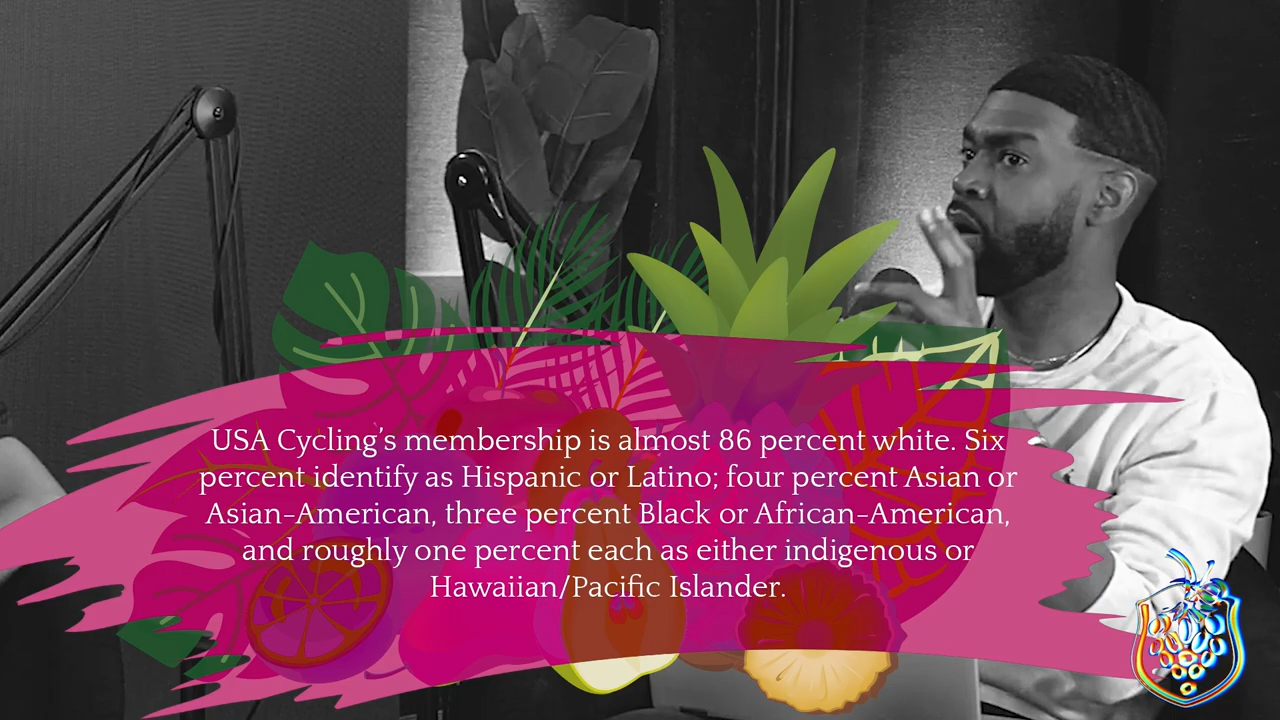 USA Cycling’s membership is almost 86 percent white. Six
percent identify as Hispanic or Latino; four percent Asian or
Asian-American, three percent Black or African-American,
and roughly one percent each as either indigenous or
Hawaiian/Pacific Islander.